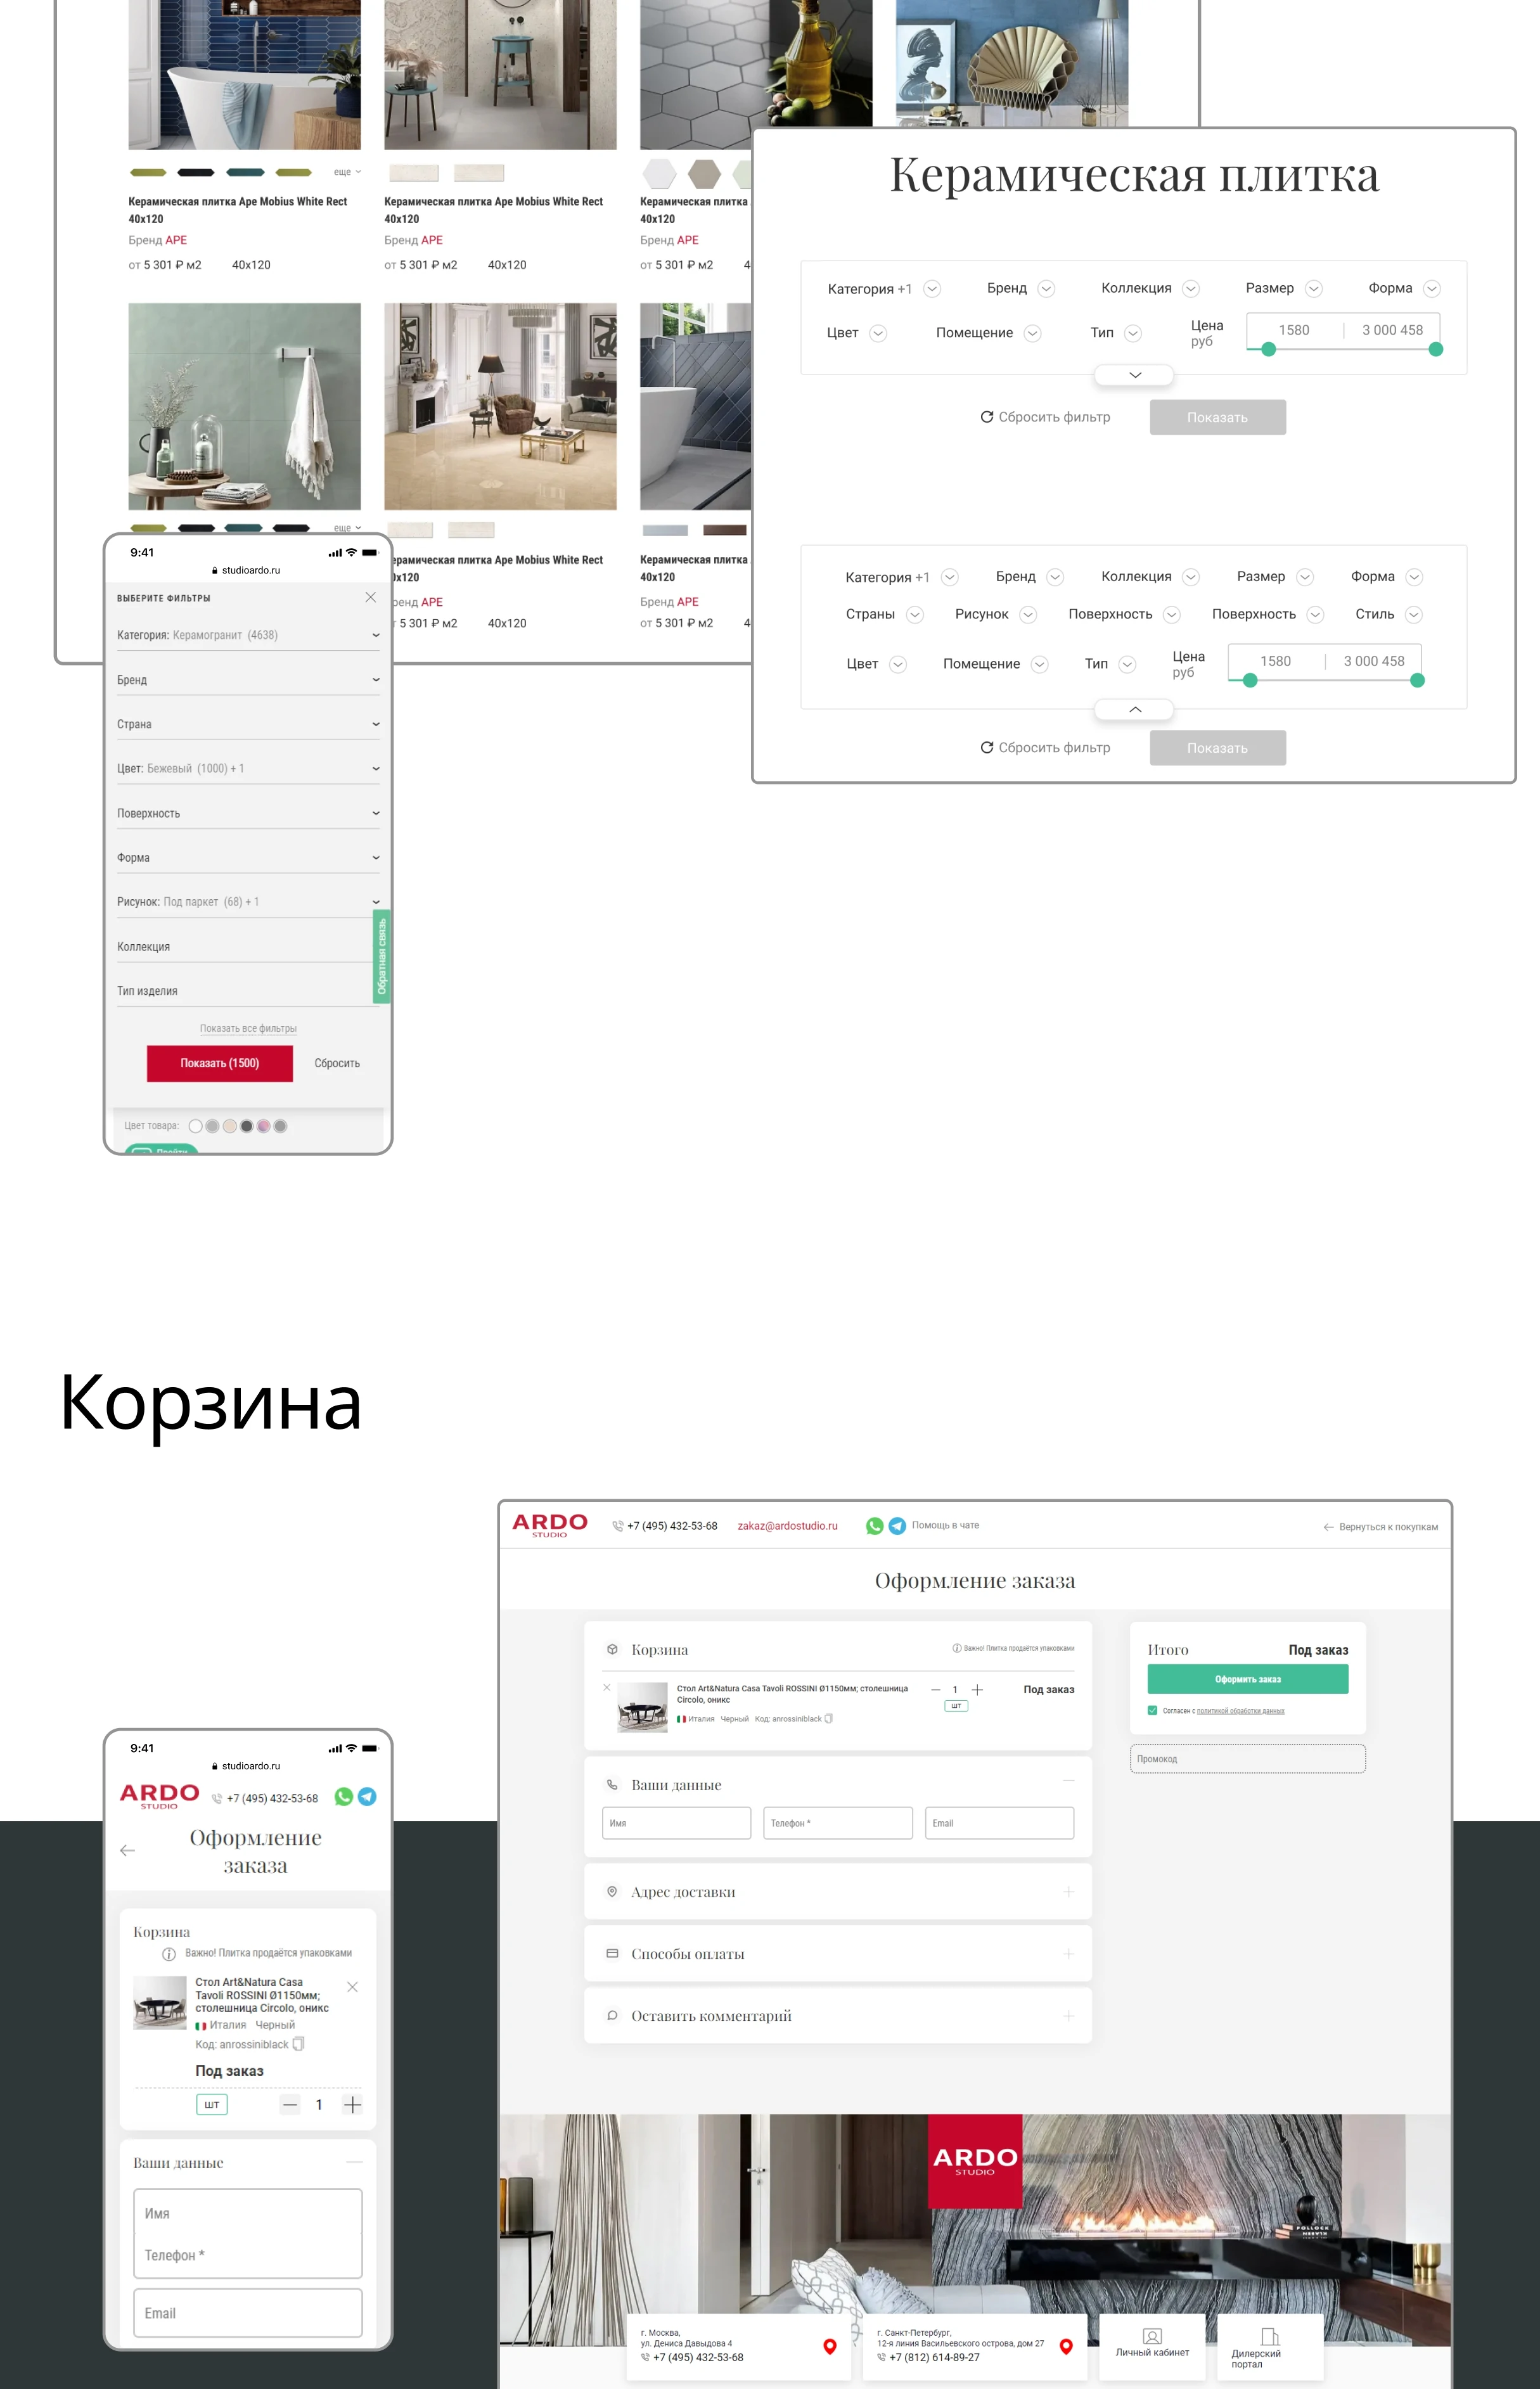 еще
Керамическая плитка Ape Mobius White Rect
40x120
Бренд APE
от 5 301 ₽ м2 40x120
Керамическая плитка Ape Mobius White Rect
40x120
Бренд APE
от 5 301 ₽ м2 40x120
Керамическая плитка
40x120
Бренд APE
от 5 301 ₽ м2
Керамическая плитка
Категория +1 Бренд Коллекция Размер Форма
Цвет Помещение Тип Цена
руб
1580 3 000 458
Сбросить фильтр Показать
еще
Керамическая плитка Ape Mobius White Rect
40x120
Бренд APE
от 5 301 ₽ м2 40x120
Керамическая плитка
40x120
Бренд APE
от 5 301 ₽ м2
Категория +1 Бренд Коллекция Размер Форма
Страны Рисунок Поверхность Поверхность Стиль
Цвет Помещение Тип Цена
руб
1580 3 000 458
Сбросить фильтр Показать
9:41
studioardo.ru
ВЫБЕРИТЕ ФИЛЬТРЫ
Категория: Керамогранит (4638)
Бренд
Страна
Цвет: Бежевый (1000) + 1
Поверхность
Форма
Рисунок: Под паркет (68) + 1
Коллекция
Тип изделия
Обратная связь
Показать все фильтры
Показать (1500) Сбросить
Цвет товара:
Корзина
ARDO
STUDIO
+7 (495) 432-53-68 zakaz@ardostudio.ru Помощь в чате Вернуться к покупкам
Оформление заказа
Корзина Важно! Плитка продаётся упаковками
Стол Art&Natura Casa Tavoli ROSSINI Ø1150мм; столешница
Circolo, оникс
Италия Черный Код: anrossiniblack
1
шт
Под заказ
Итого Под заказ
Оформить заказ
Согласен с политикой обработки данных
Промокод
Ваши данные
Имя Телефон * Email
Адрес доставки
Способы оплаты
Оставить комментарий
ARDO
STUDIO
POLLOCK
г. Москва,
ул. Дениса Давыдова 4
+7 (495) 432-53-68
г. Санкт-Петербург,
12-я линия Васильевского острова, дом 27
+7 (812) 614-89-27
Личный кабинет
Дилерский
портал
9:41
studioardo.ru
ARDO
STUDIO
+7 (495) 432-53-68
Оформление
заказа
Корзина
Важно! Плитка продаётся упаковками
Стол Art&Natura Casa
Tavoli ROSSINI Ø1150мм;
столешница Circolo, оникс
Италия Черный
Код: anrossiniblack
Под заказ
шт 1
Ваши данные
Имя
Телефон *
Email